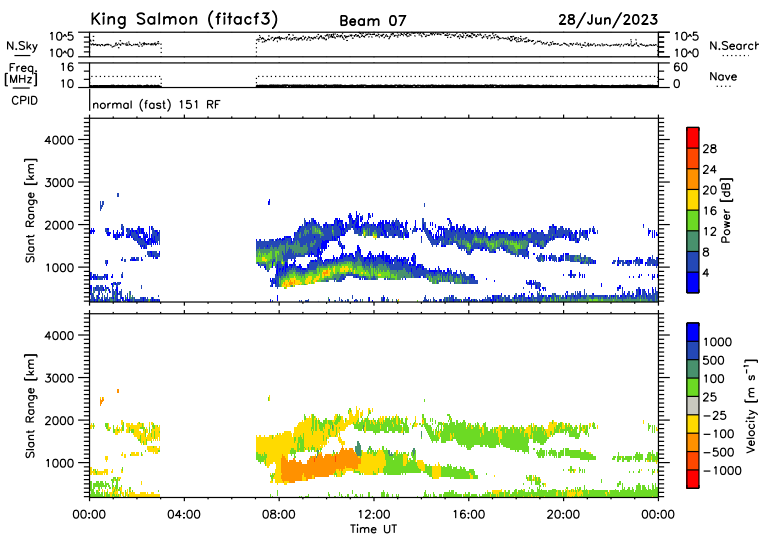 King Salmon (fitacf3) Beam 07 28/Jun/2023
N.Sky 10^5 10^5 N.Search
10^0 10^0
Freq 16 60 Nave
[MHz] 10 0
CPID normal (fast) 151 RF
4000
3000
2000
1000
Slant Range [km]
28
24
20
16
12
8
4
Power [dB]
4000
3000
2000
1000
Slant Range [km]
1000
500
100
25
-25
-100
-500
-1000
Velocity [m s⁻¹]
00:00 04:00 08:00 12:00 16:00 20:00 00:00
Time UT